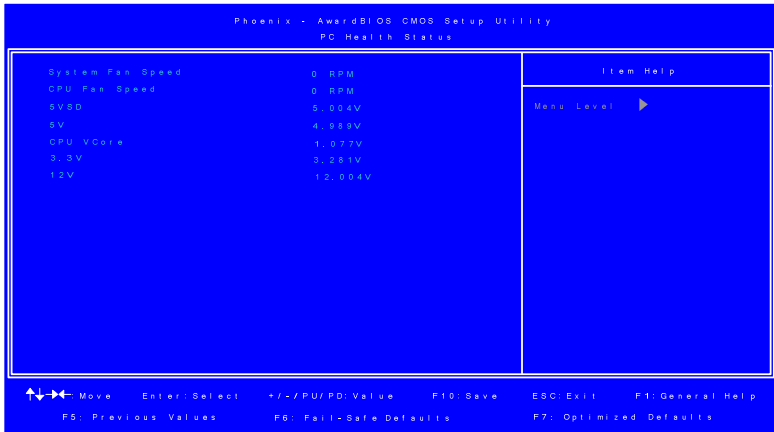 Phoenix - AwardBIOS CMOS Setup Utility
PC Health Status
System Fan Speed 0 RPM
CPU Fan Speed 0 RPM
5VSD 5.004V
5V 4.989V
CPU VCore 1.077V
3.3V 3.281V
12V 12.004V
Item Help
Menu Level
:Move Enter:Select +/-/PU/PD:Value F10:Save ESC:Exit F1:General Help
F5: Previous Values F6: Fail-Safe Defaults F7: Optimized Defaults